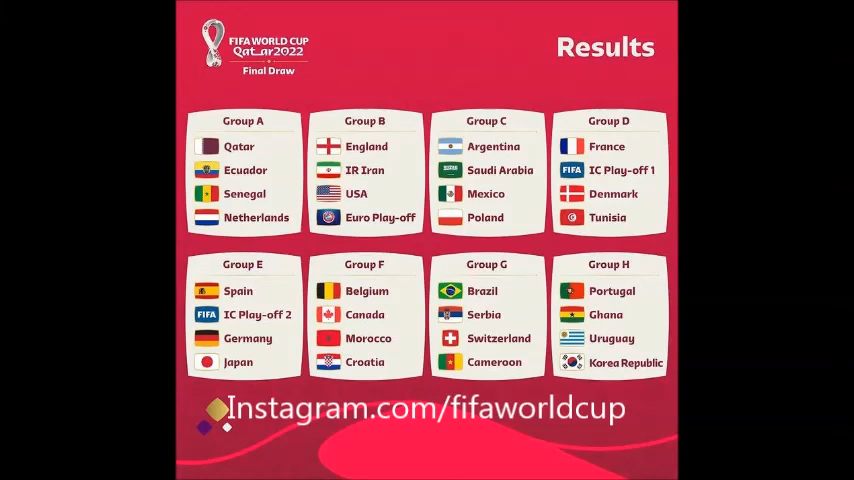 FIFA WORLD CUP
Qatar2022
Final Draw
Results
Group A
Qatar
Ecuador
Senegal
Netherlands
Group B
England
IR Iran
USA
Euro Play-off
Group C
Argentina
Saudi Arabia
Mexico
Poland
Group D
France
FIFA IC Play-off 1
Denmark
Tunisia
Group E
Spain
FIFA IC Play-off 2
Germany
Japan
Group F
Belgium
Canada
Morocco
Croatia
Group G
Brazil
Serbia
Switzerland
Cameroon
Group H
Portugal
Ghana
Uruguay
Korea Republic
Instagram.com/fifaworldcup